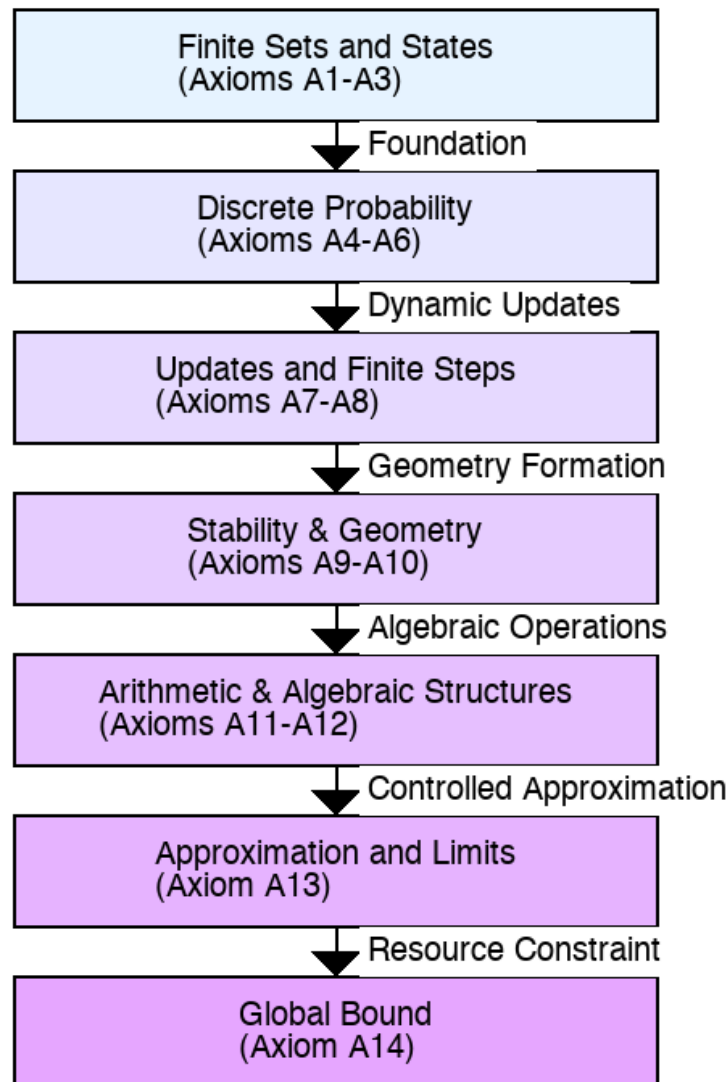 Finite Sets and States
(Axioms A1-A3)
Foundation
Discrete Probability
(Axioms A4-A6)
Dynamic Updates
Updates and Finite Steps
(Axioms A7-A8)
Geometry Formation
Stability & Geometry
(Axioms A9-A10)
Algebraic Operations
Arithmetic & Algebraic Structures
(Axioms A11-A12)
Controlled Approximation
Approximation and Limits
(Axiom A13)
Resource Constraint
Global Bound
(Axiom A14)